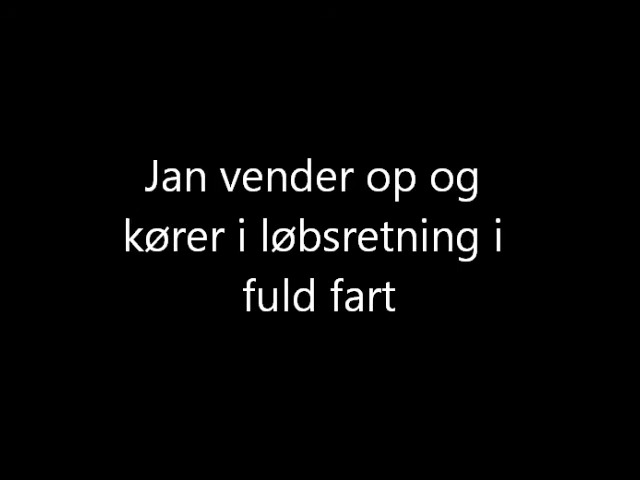 Jan vender op og
kører i løbsretning i
fuld fart